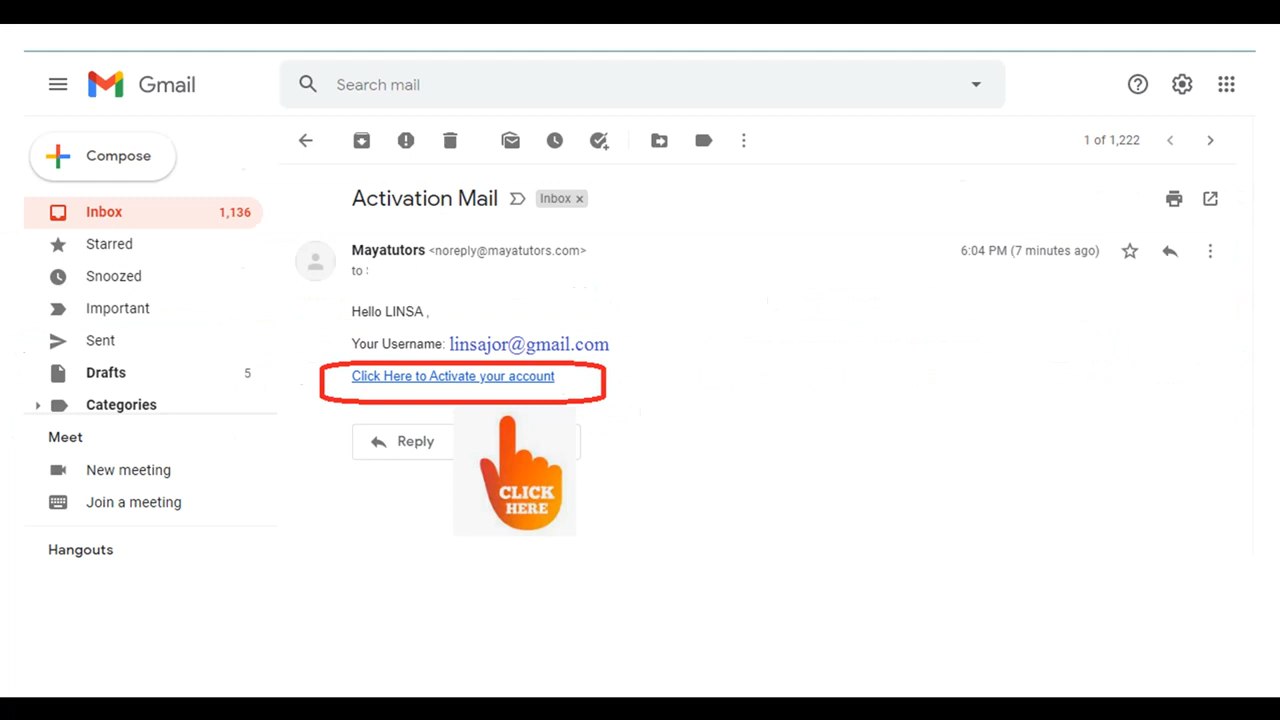 Gmail
Search mail
Compose
1 of 1,222
Inbox 1,136
Starred
Snoozed
Important
Sent
Drafts 5
Categories
Meet
New meeting
Join a meeting
Hangouts
Activation Mail Inbox ×
Mayatutors <noreply@mayatutors.com> 6:04 PM (7 minutes ago)
to
Hello LINSA ,
Your Username: linsajor@gmail.com
Click Here to Activate your account
Reply
CLICK
HERE